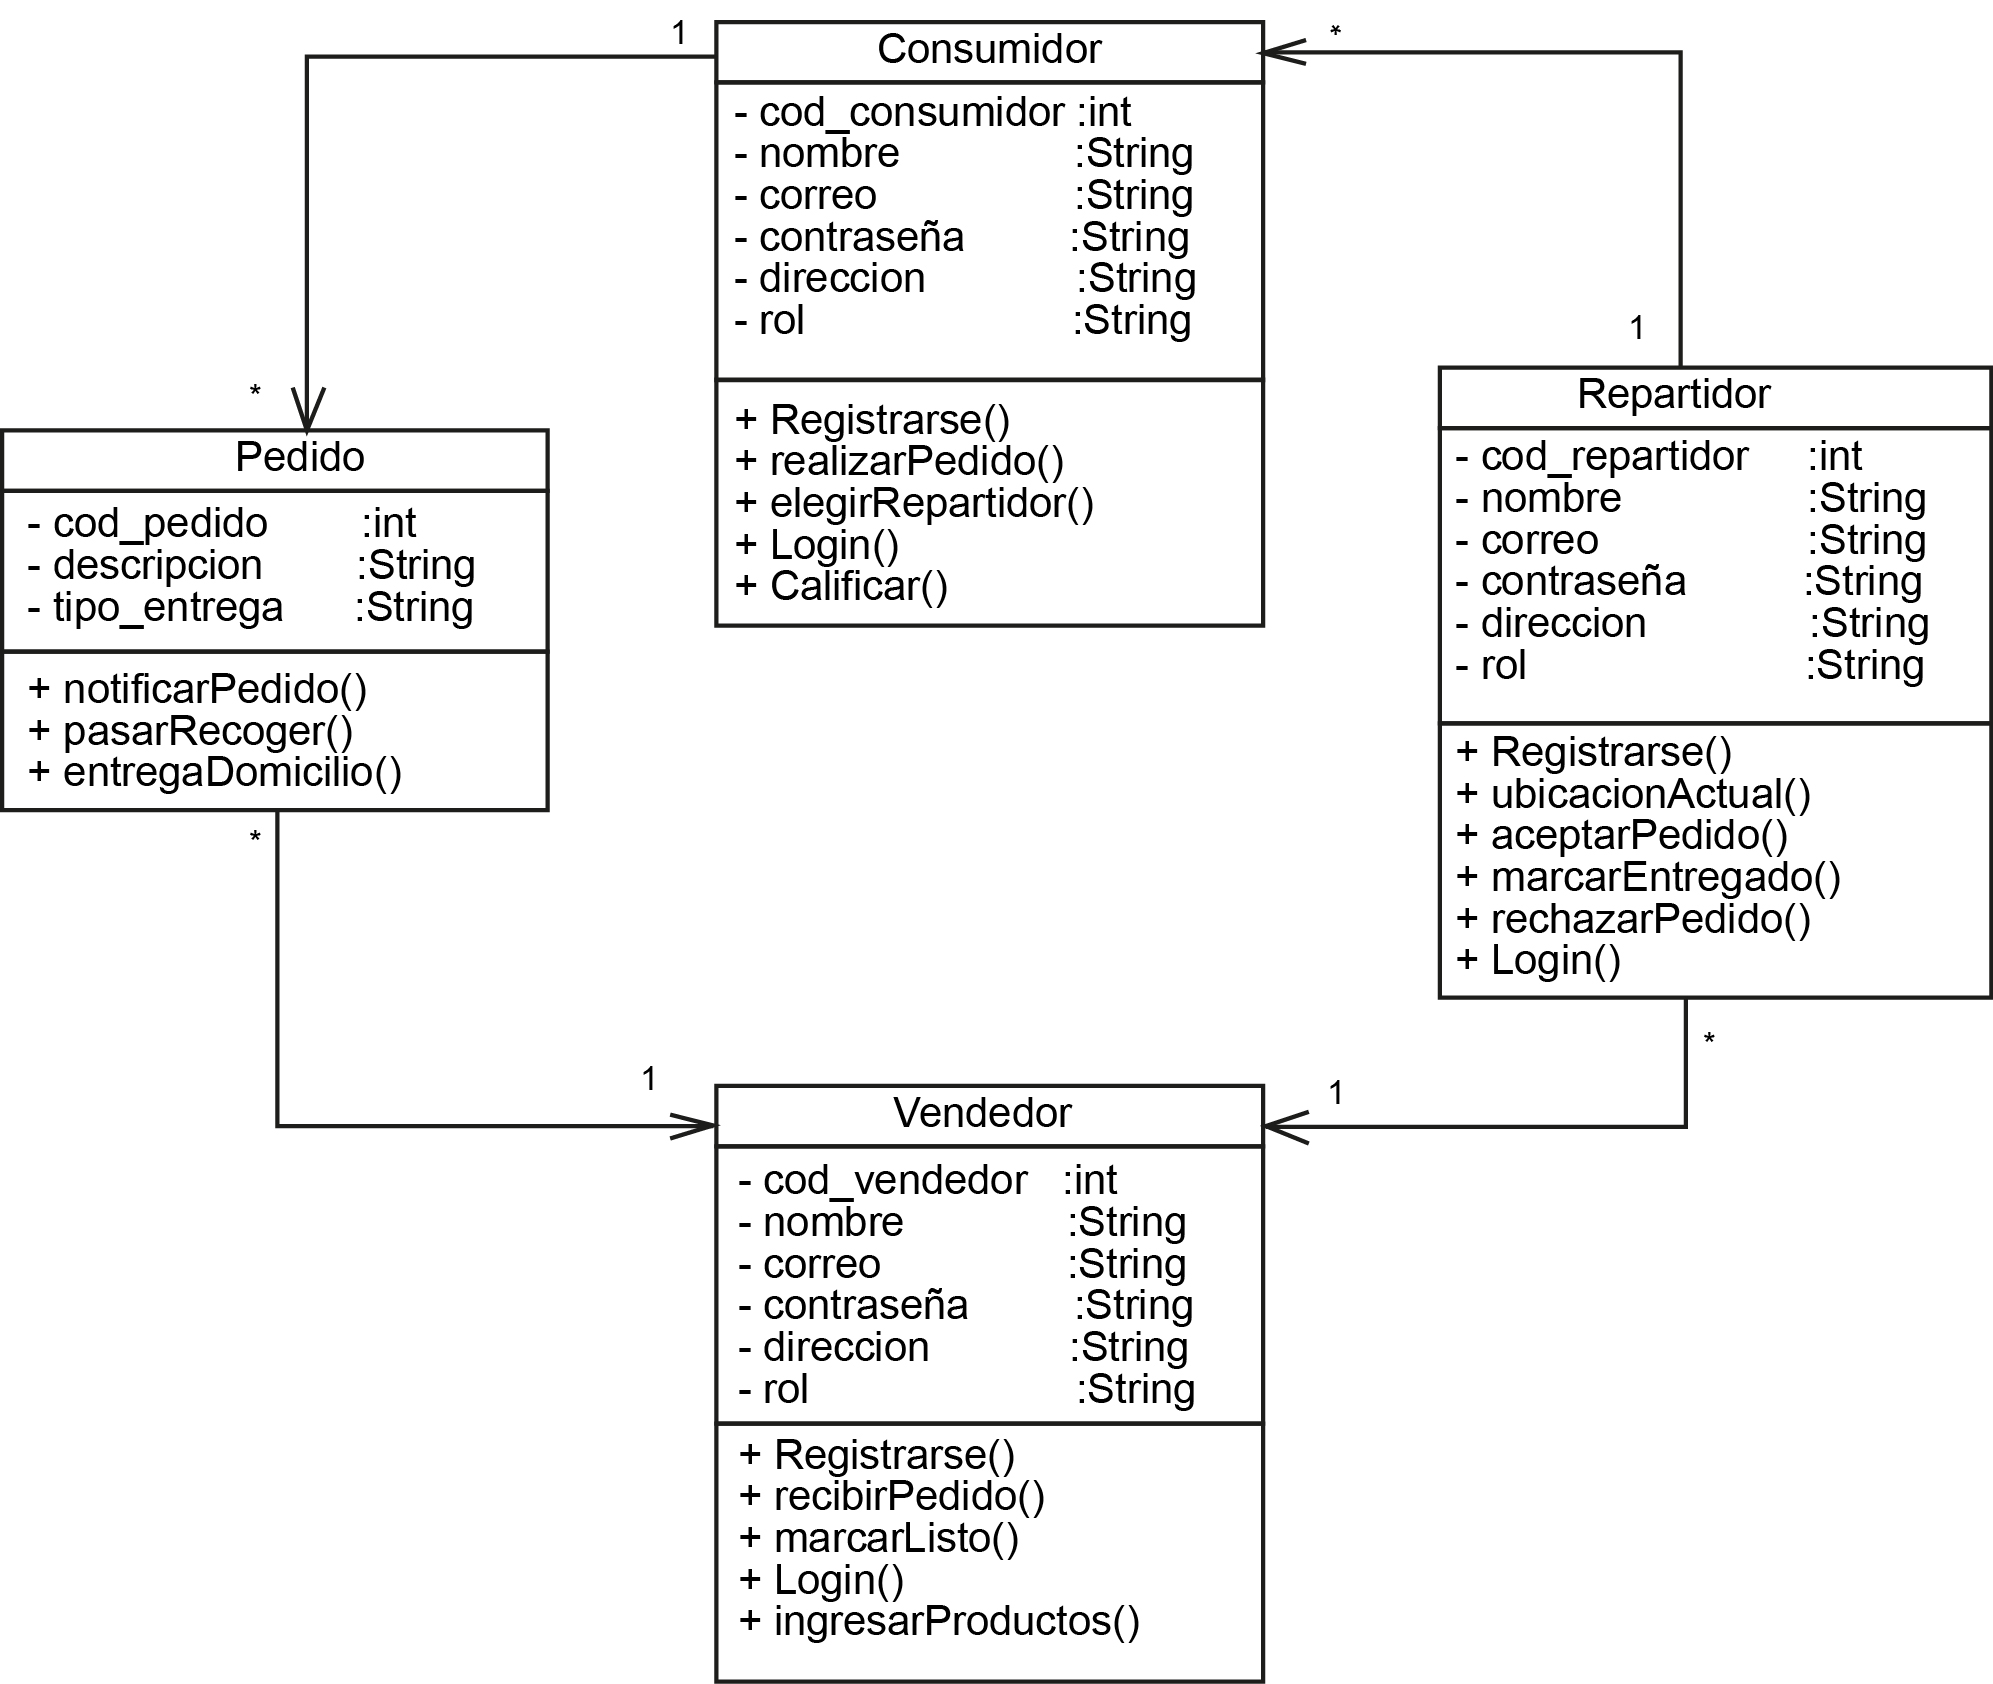 1
Consumidor
*
- cod_consumidor :int
- nombre :String
- correo :String
- contraseña :String
- direccion :String
- rol :String
+ Registrarse()
+ realizarPedido()
+ elegirRepartidor()
+ Login()
+ Calificar()
*
Pedido
- cod_pedido :int
- descripcion :String
- tipo_entrega :String
+ notificarPedido()
+ pasarRecoger()
+ entregaDomicilio()
*
1
1
Repartidor
- cod_repartidor :int
- nombre :String
- correo :String
- contraseña :String
- direccion :String
- rol :String
+ Registrarse()
+ ubicacionActual()
+ aceptarPedido()
+ marcarEntregado()
+ rechazarPedido()
+ Login()
*
1
Vendedor
- cod_vendedor :int
- nombre :String
- correo :String
- contraseña :String
- direccion :String
- rol :String
+ Registrarse()
+ recibirPedido()
+ marcarListo()
+ Login()
+ ingresarProductos()